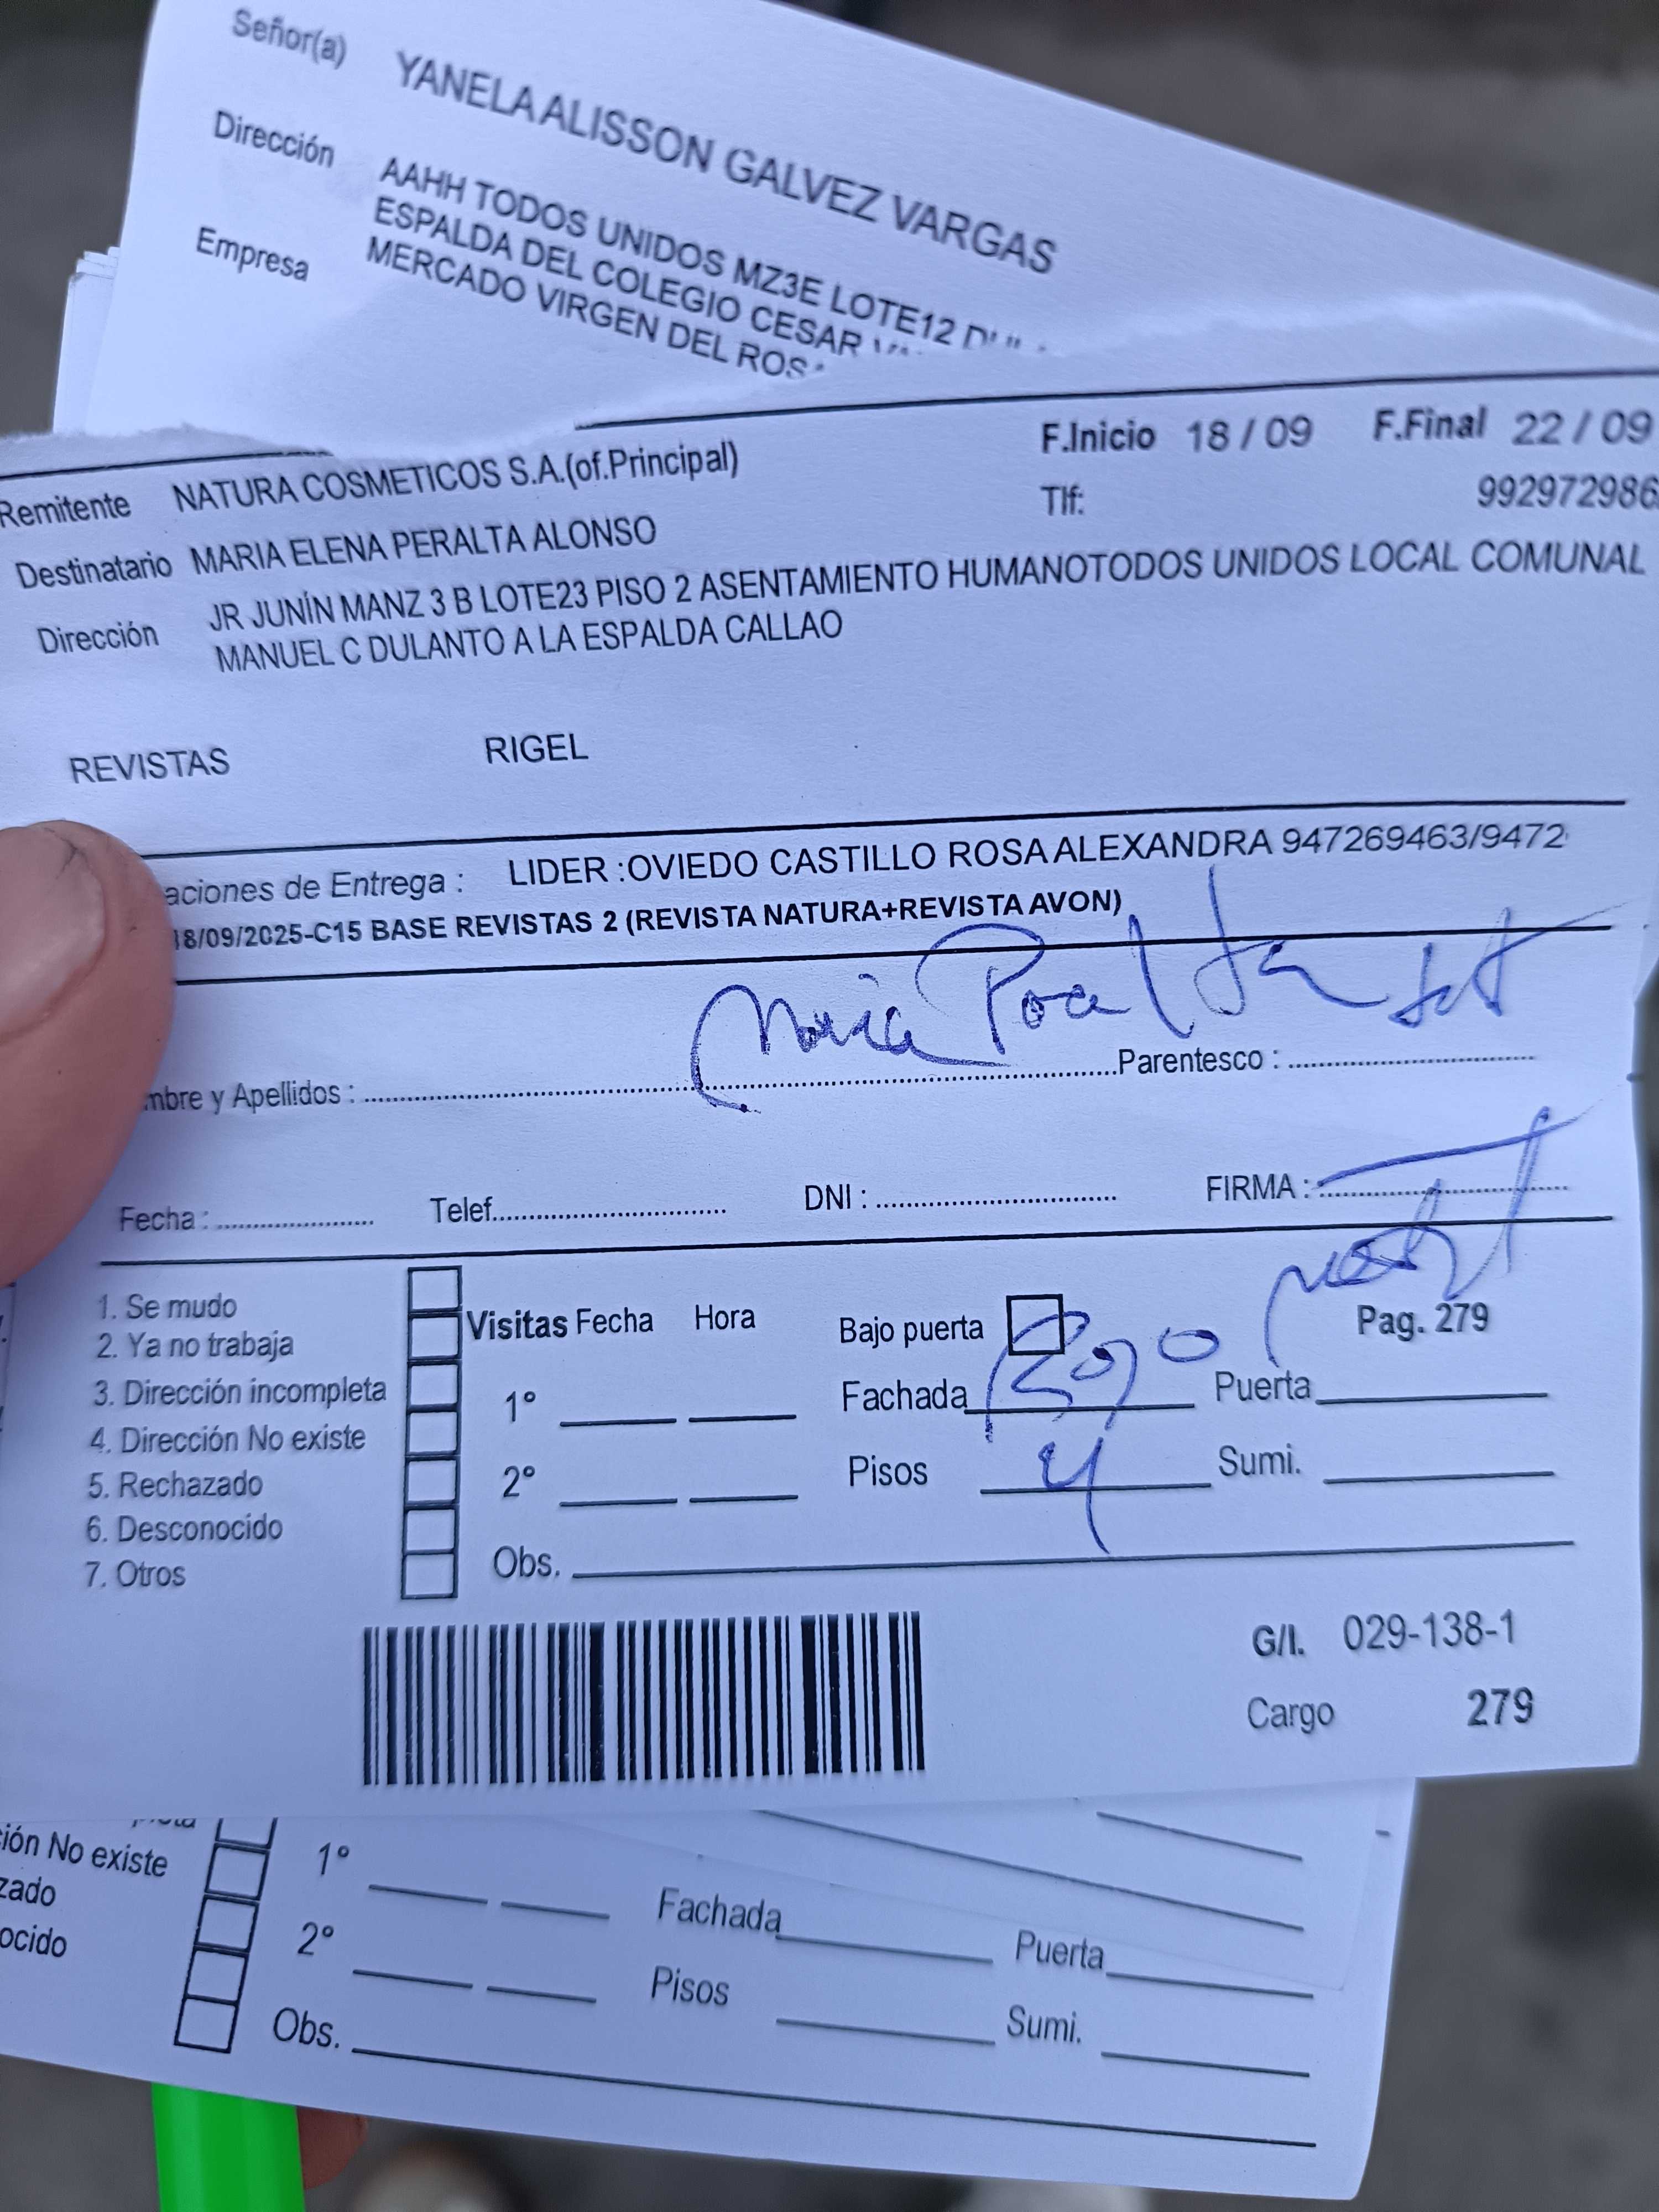 Señor(a) YANELA ALISSON GALVEZ VARGAS
Dirección AAHH TODOS UNIDOS MZ3E LOTE12
ESPALDA DEL COLEGIO CESAR
Empresa MERCADO VIRGEN DEL
F.Inicio 18 / 09 F.Final 22 / 09
Remitente NATURA COSMETICOS S.A.(of.Principal)
Tlf: 992972986
Destinatario MARIA ELENA PERALTA ALONSO
Dirección JR JUNÍN MANZ 3 B LOTE23 PISO 2 ASENTAMIENTO HUMANOTODOS UNIDOS LOCAL COMUNAL
MANUEL C DULANTO A LA ESPALDA CALLAO
REVISTAS RIGEL
aciones de Entrega : LIDER :OVIEDO CASTILLO ROSA ALEXANDRA 947269463/9472
18/09/2025-C15 BASE REVISTAS 2 (REVISTA NATURA+REVISTA AVON)
Maria Peralta
mbre y Apellidos : Parentesco :
Fecha : Telef. DNI : FIRMA :
1. Se mudo
2. Ya no trabaja
3. Dirección incompleta
4. Dirección No existe
5. Rechazado
6. Desconocido
7. Otros
Visitas Fecha Hora
1°
2°
Obs.
Bajo puerta
Pag. 279
Fachada Rojo Puerta
Pisos 4 Sumi.
G/I. 029-138-1
Cargo 279
ión No existe
zado
ocido
1°
2°
Obs.
Fachada Puerta
Pisos Sumi.